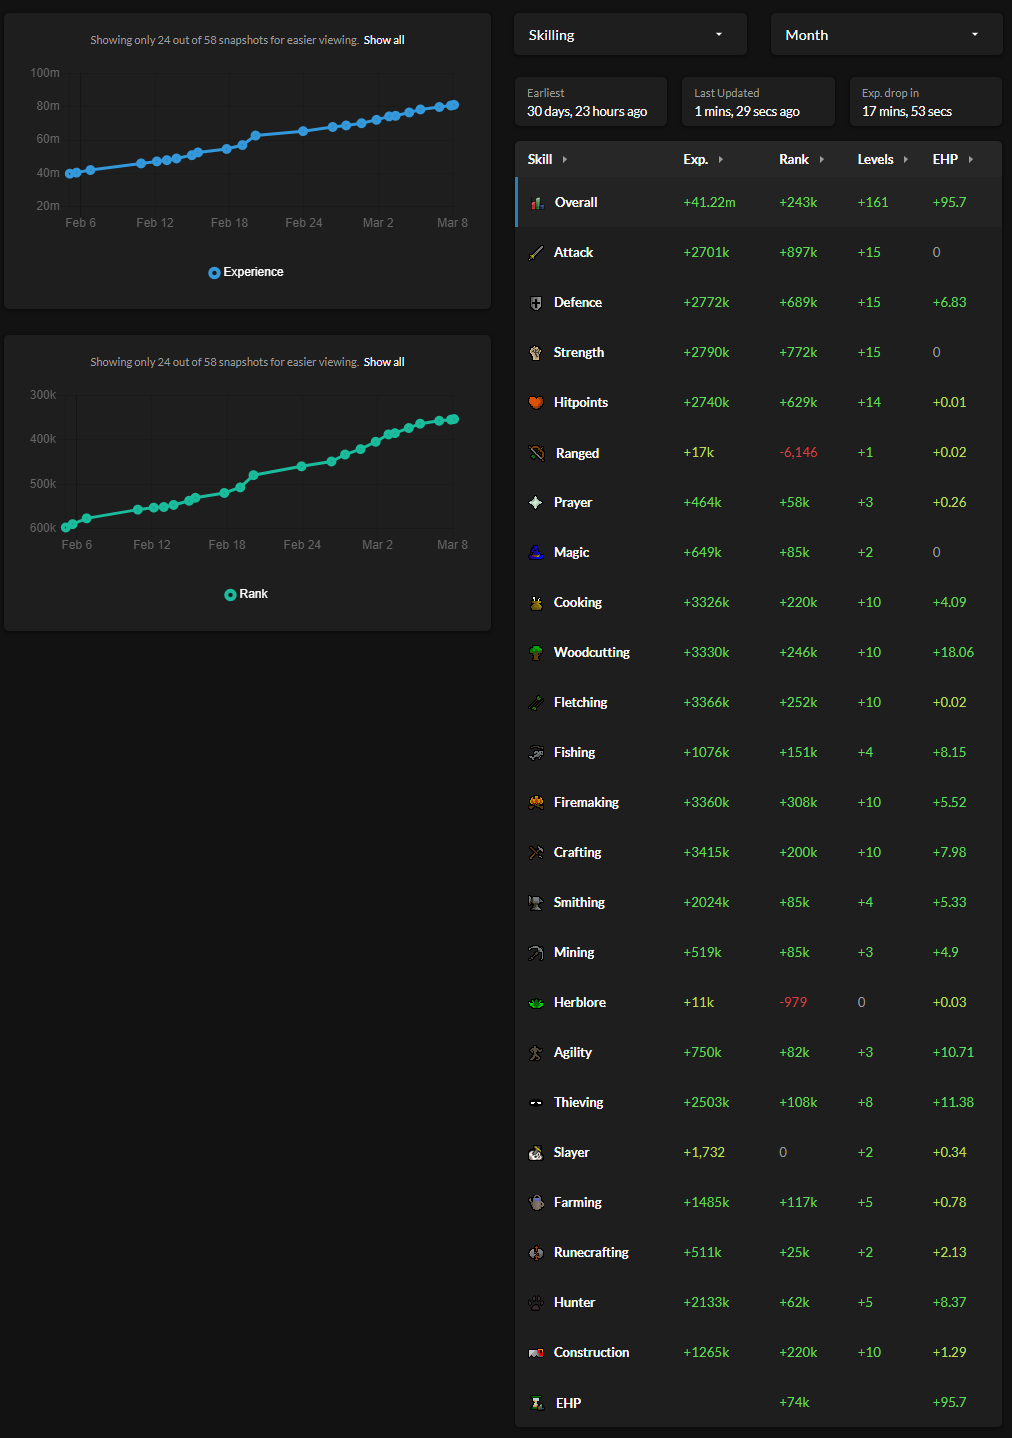 Showing only 24 out of 58 snapshots for easier viewing. Show all
100m
80m
60m
40m
20m
Feb 6 Feb 12 Feb 18 Feb 24 Mar 2 Mar 8
Experience
Showing only 24 out of 58 snapshots for easier viewing. Show all
300k
400k
500k
600k
Feb 6 Feb 12 Feb 18 Feb 24 Mar 2 Mar 8
Rank
Skilling Month
Earliest Last Updated Exp. drop in
30 days, 23 hours ago 1 mins, 29 secs ago 17 mins, 53 secs
Skill Exp. Rank Levels EHP
Overall +41.22m +243k +161 +95.7
Attack +2701k +897k +15 0
Defence +2772k +689k +15 +6.83
Strength +2790k +772k +15 0
Hitpoints +2740k +629k +14 +0.01
Ranged +17k -6,146 +1 +0.02
Prayer +464k +58k +3 +0.26
Magic +649k +85k +2 0
Cooking +3326k +220k +10 +4.09
Woodcutting +3330k +246k +10 +18.06
Fletching +3366k +252k +10 +0.02
Fishing +1076k +151k +4 +8.15
Firemaking +3360k +308k +10 +5.52
Crafting +3415k +200k +10 +7.98
Smithing +2024k +85k +4 +5.33
Mining +519k +85k +3 +4.9
Herblore +11k -979 0 +0.03
Agility +750k +82k +3 +10.71
Thieving +2503k +108k +8 +11.38
Slayer +1,732 0 +2 +0.34
Farming +1485k +117k +5 +0.78
Runecrafting +511k +25k +2 +2.13
Hunter +2133k +62k +5 +8.37
Construction +1265k +220k +10 +1.29
EHP +74k +95.7